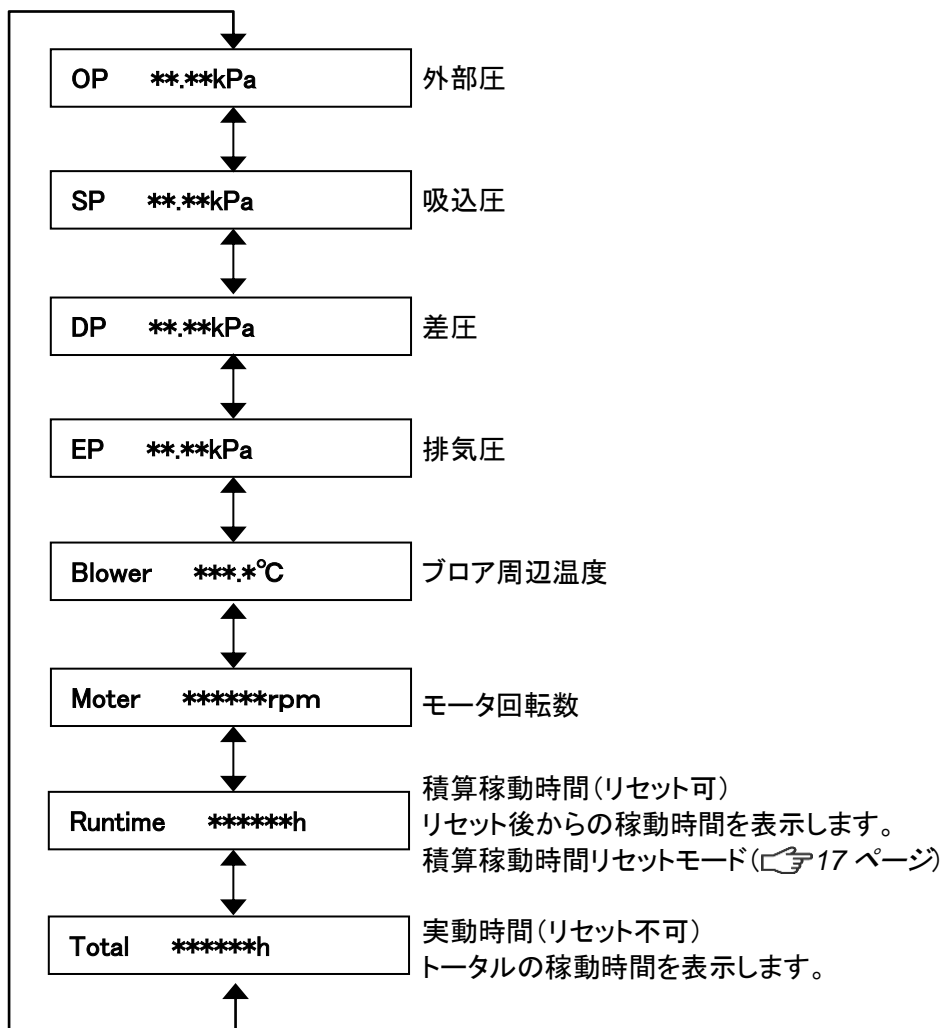 OP **.**kPa 外部圧
SP **.**kPa 吸込圧
DP **.**kPa 差圧
EP **.**kPa 排気圧
Blower ***.*℃ ブロア周辺温度
Moter ******rpm モータ回転数
Runtime ******h
積算稼動時間(リセット可)
リセット後からの稼動時間を表示します。
積算稼動時間リセットモード(☞17 ページ)
Total ******h
実動時間(リセット不可)
トータルの稼動時間を表示します。